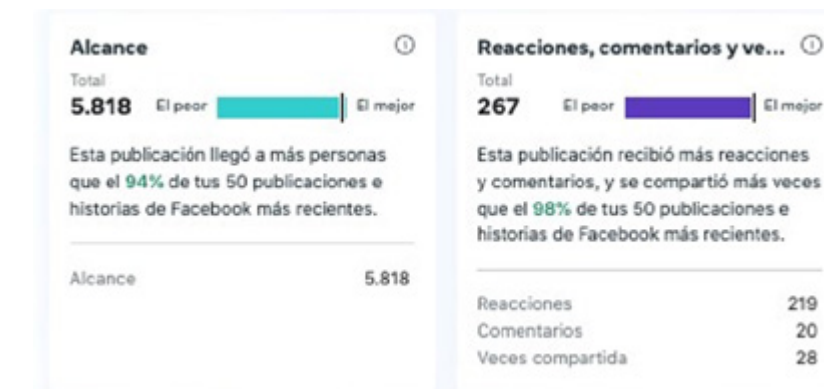 Alcance
Total
5.818 El peor El mejor
Esta publicación llegó a más personas
que el 94% de tus 50 publicaciones e
historias de Facebook más recientes.
Alcance 5.818
Reacciones, comentarios y ve...
Total
267 El peor El mejor
Esta publicación recibió más reacciones
y comentarios, y se compartió más veces
que el 98% de tus 50 publicaciones e
historias de Facebook más recientes.
Reacciones 219
Comentarios 20
Veces compartida 28